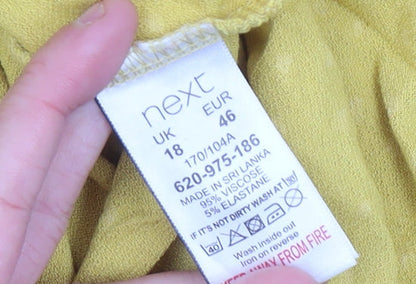 next
UK EUR
18 46
170/104A
620-975-186
MADE IN SRI LANKA
95% VISCOSE
5% ELASTANE
IF IT'S NOT DIRTY WASH AT 30
40
Wash inside out
Iron on reverse
KEEP AWAY FROM FIRE